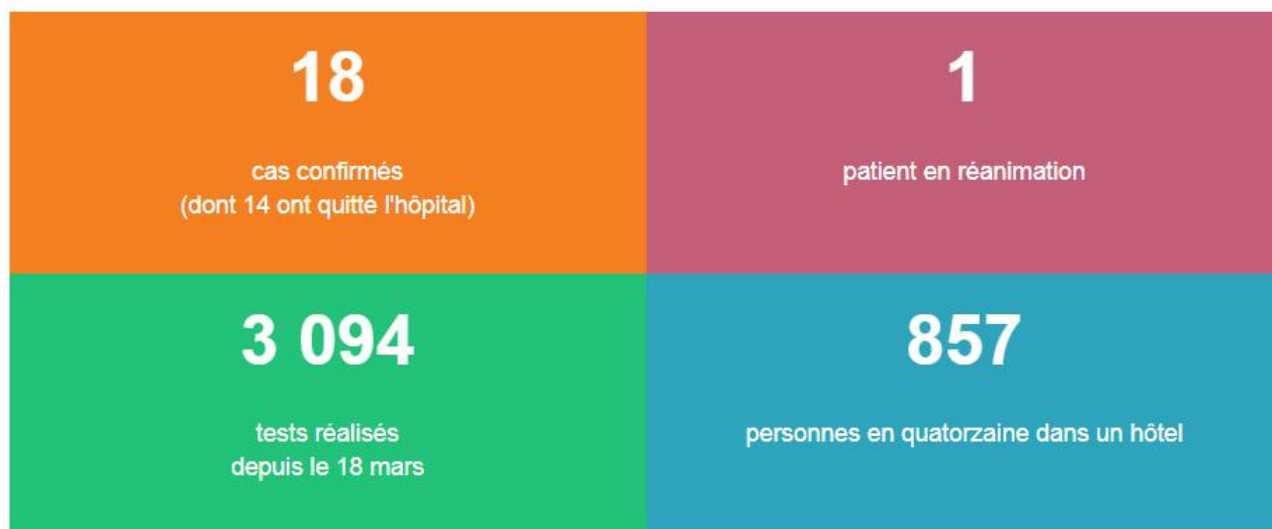 18
cas confirmés
(dont 14 ont quitté l'hôpital)
1
patient en réanimation
3 094
tests réalisés
depuis le 18 mars
857
personnes en quatorzaine dans un hôtel